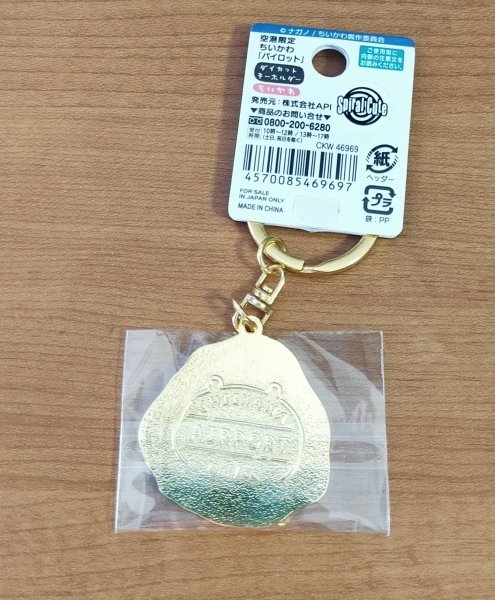 © ナガノ / ちいかわ製作委員会
空港限定
ちいかわ
「パイロット」
ダイカット
キーホルダー
ちいかわ
ご使用前に
内側の注意文を
お読みください。
発売元：株式会社API
▼商品のお問い合せ▼
0800-200-6280
受付時間 10時～12時／13時～17時
(土日、祝日を除く)
SpiralCute
CKW 46969
4570085469697
FOR SALE
IN JAPAN ONLY
MADE IN CHINA
紙
ヘッダー
プラ
袋：PP
CHIIKAWA
AIRPORT